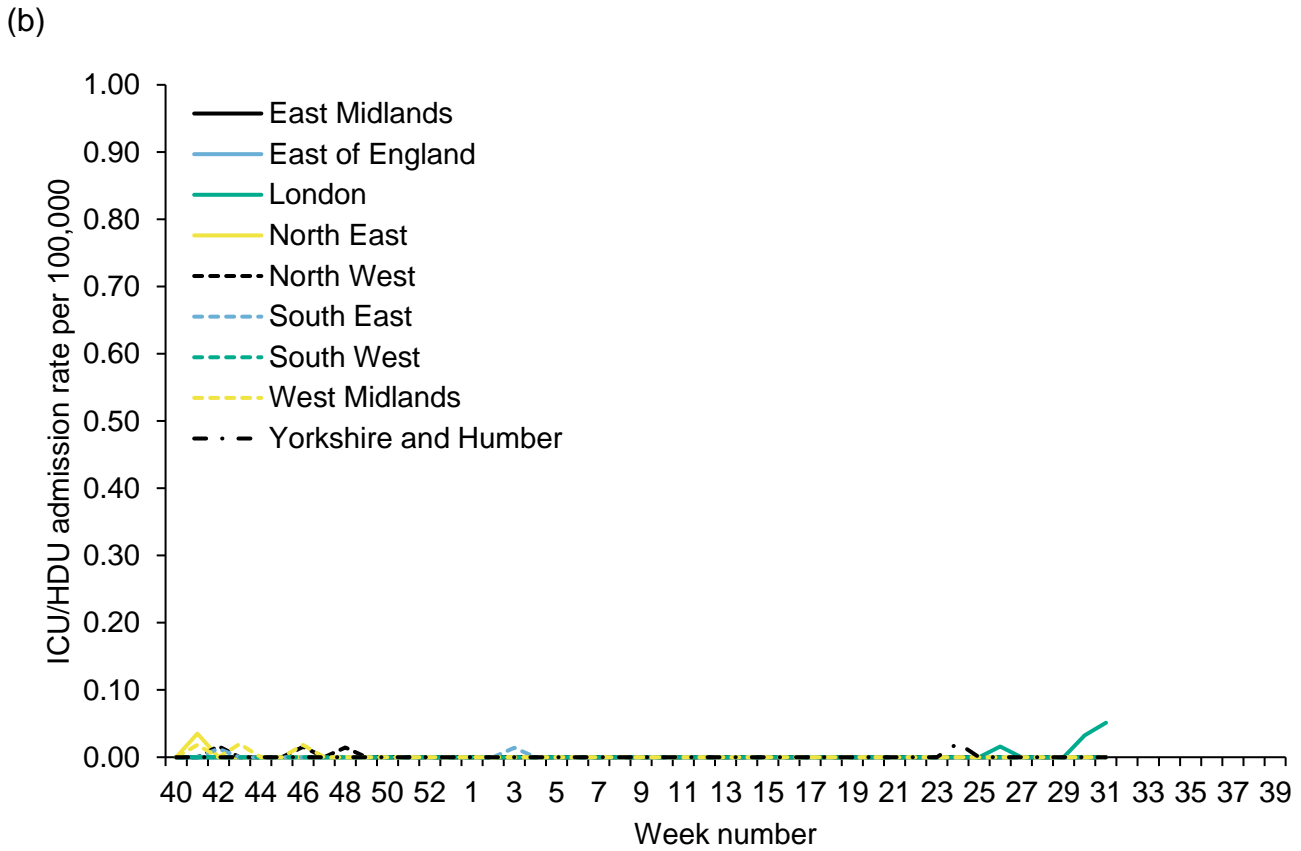 (b)
ICU/HDU admission rate per 100,000
1.00
0.90
0.80
0.70
0.60
0.50
0.40
0.30
0.20
0.10
0.00
East Midlands
East of England
London
North East
North West
South East
South West
West Midlands
Yorkshire and Humber
40 42 44 46 48 50 52 1 3 5 7 9 11 13 15 17 19 21 23 25 27 29 31 33 35 37 39
Week number